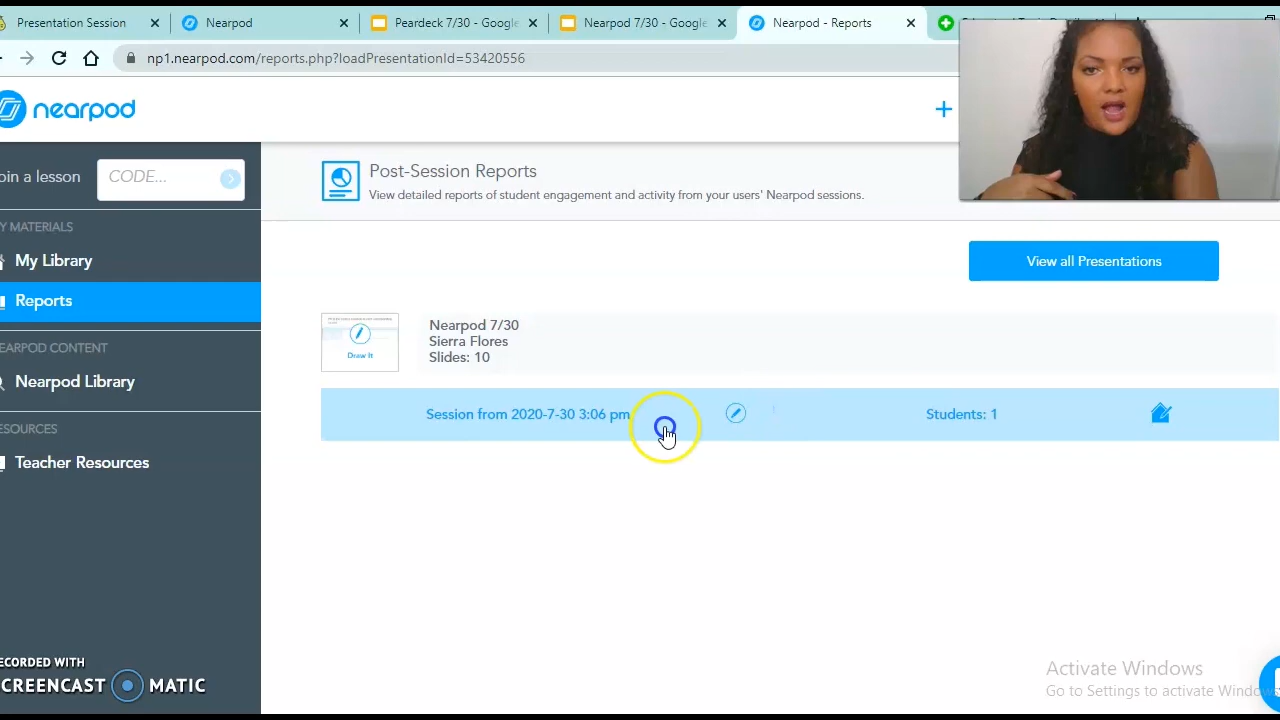 Presentation Session
Nearpod
Peardeck 7/30 - Google
Nearpod 7/30 - Google
Nearpod - Reports
np1.nearpod.com/reports.php?loadPresentationId=53420556
nearpod
oin a lesson
CODE...
Post-Session Reports
View detailed reports of student engagement and activity from your users' Nearpod sessions.
Y MATERIALS
My Library
Reports
EARPOD CONTENT
Nearpod Library
ESOURCES
Teacher Resources
View all Presentations
Draw It
Nearpod 7/30
Sierra Flores
Slides: 10
Session from 2020-7-30 3:06 pm
Students: 1
ECORDED WITH
CREENCAST MATIC
Activate Windows
Go to Settings to activate Windows